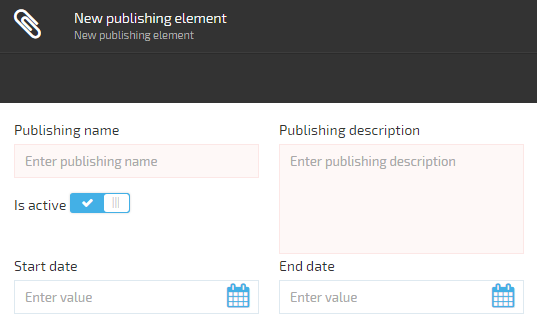 New publishing element
New publishing element
Publishing name
Publishing description
Enter publishing name
Enter publishing description
Is active
Start date
End date
Enter value
Enter value